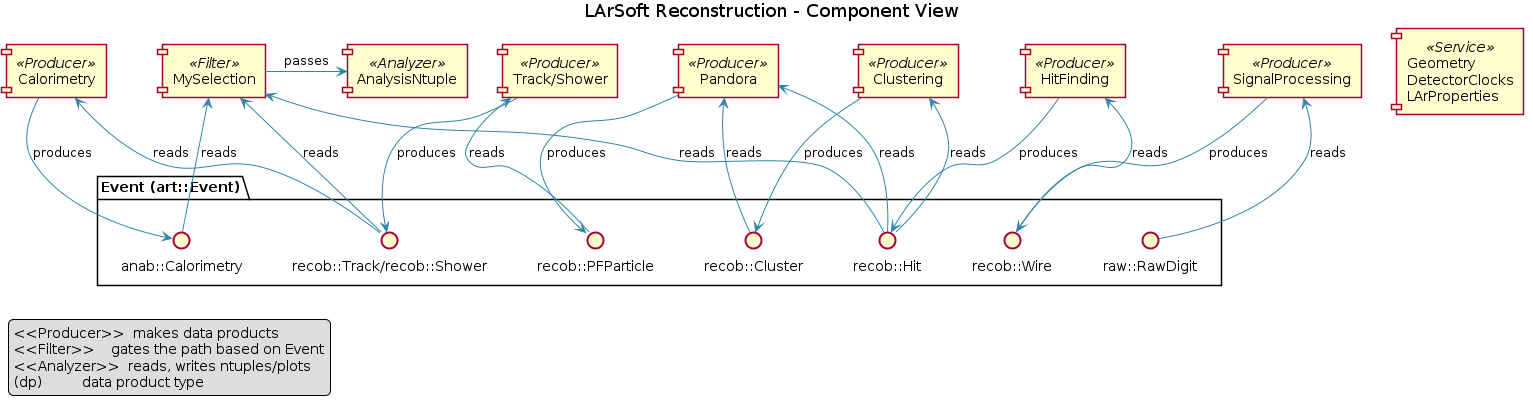 LArSoft Reconstruction - Component View
«Producer»
Calorimetry
«Filter»
MySelection
passes
«Analyzer»
AnalysisNtuple
«Producer»
Track/Shower
«Producer»
Pandora
«Producer»
Clustering
«Producer»
HitFinding
«Producer»
SignalProcessing
«Service»
Geometry
DetectorClocks
LArProperties
produces
reads
reads
reads
produces
reads
produces
reads
reads
produces
reads
reads
produces
reads
produces
reads
Event (art::Event)
anab::Calorimetry
recob::Track/recob::Shower
recob::PFParticle
recob::Cluster
recob::Hit
recob::Wire
raw::RawDigit
<<Producer>> makes data products
<<Filter>> gates the path based on Event
<<Analyzer>> reads, writes ntuples/plots
(dp) data product type